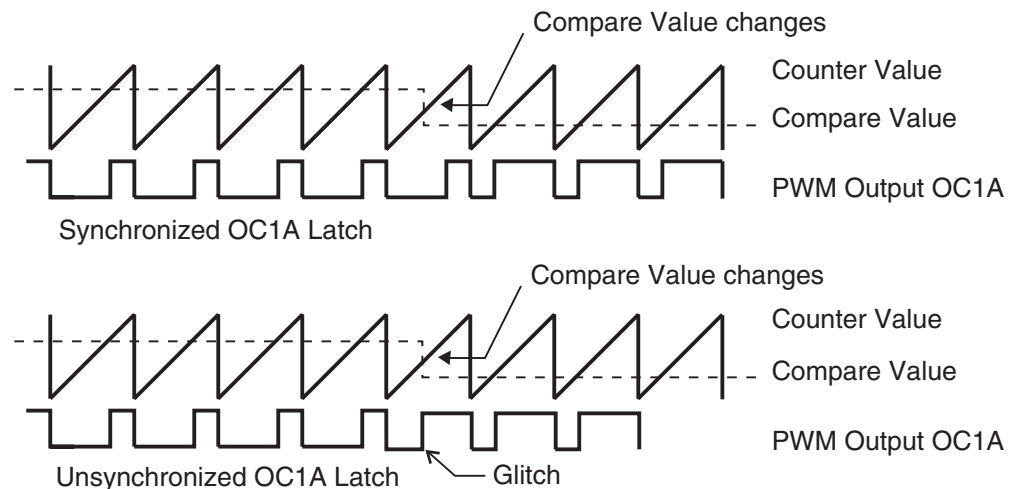 Compare Value changes
Counter Value
Compare Value
PWM Output OC1A
Synchronized OC1A Latch
Compare Value changes
Counter Value
Compare Value
PWM Output OC1A
Unsynchronized OC1A Latch
Glitch